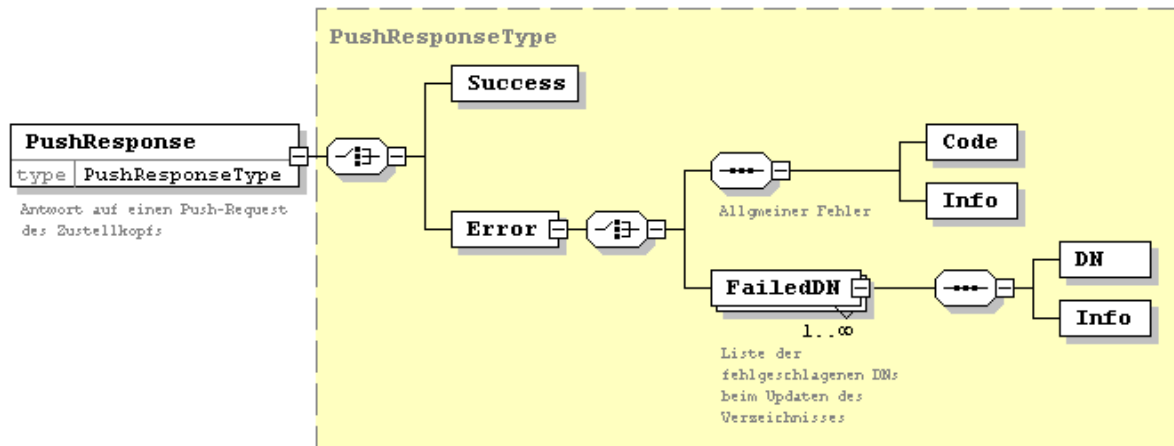 PushResponseType
Success
PushResponse
type PushResponseType
Antwort auf einen Push-Request
des Zustellkopfs
Code
Allgmeiner Fehler
Info
Error
DN
FailedDN
1..∞
Info
Liste der
fehlgeschlagenen DNs
beim Updaten des
Verzeichnisses